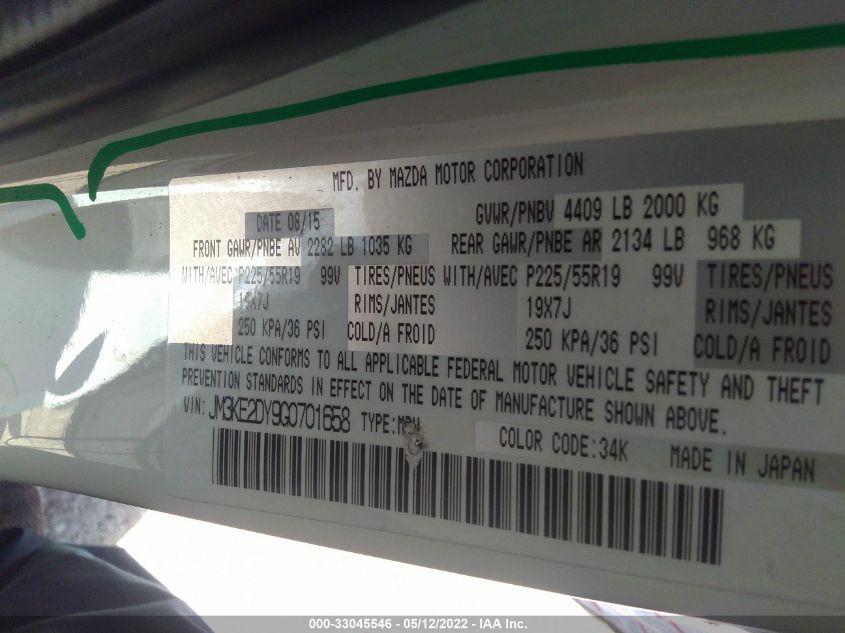 MFD. BY MAZDA MOTOR CORPORATION
DATE 08/15 GVWR/PNBV 4409 LB 2000 KG
FRONT GAWR/PNBE AV 2282 LB 1035 KG REAR GAWR/PNBE AR 2134 LB 968 KG
WITH/AVEC P225/55R19 99V TIRES/PNEUS WITH/AVEC P225/55R19 99V TIRES/PNEUS
19X7J RIMS/JANTES 19X7J RIMS/JANTES
250 KPA/36 PSI COLD/A FROID 250 KPA/36 PSI COLD/A FROID
THIS VEHICLE CONFORMS TO ALL APPLICABLE FEDERAL MOTOR VEHICLE SAFETY AND THEFT
PREVENTION STANDARDS IN EFFECT ON THE DATE OF MANUFACTURE SHOWN ABOVE.
VIN: JM3KE2DY9G0701658 TYPE:MPV
COLOR CODE:34K MADE IN JAPAN
000-33045546 - 05/12/2022 - IAA Inc.